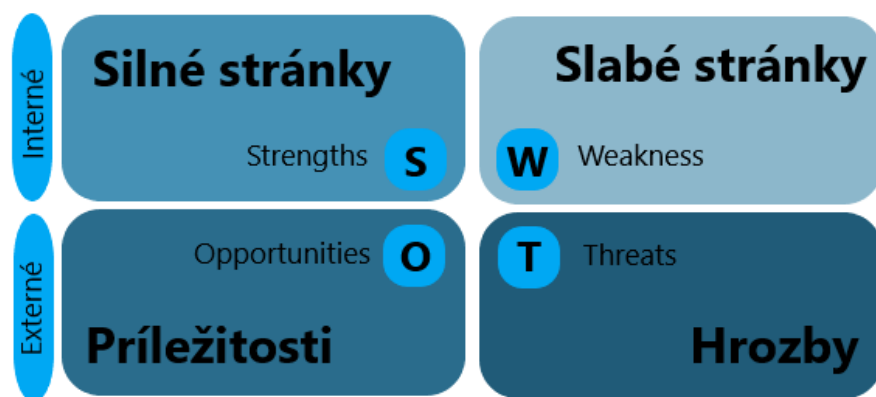 Interné
Silné stránky
Strengths
S
Slabé stránky
W
Weakness
Externé
Opportunities
O
Príležitosti
T
Threats
Hrozby